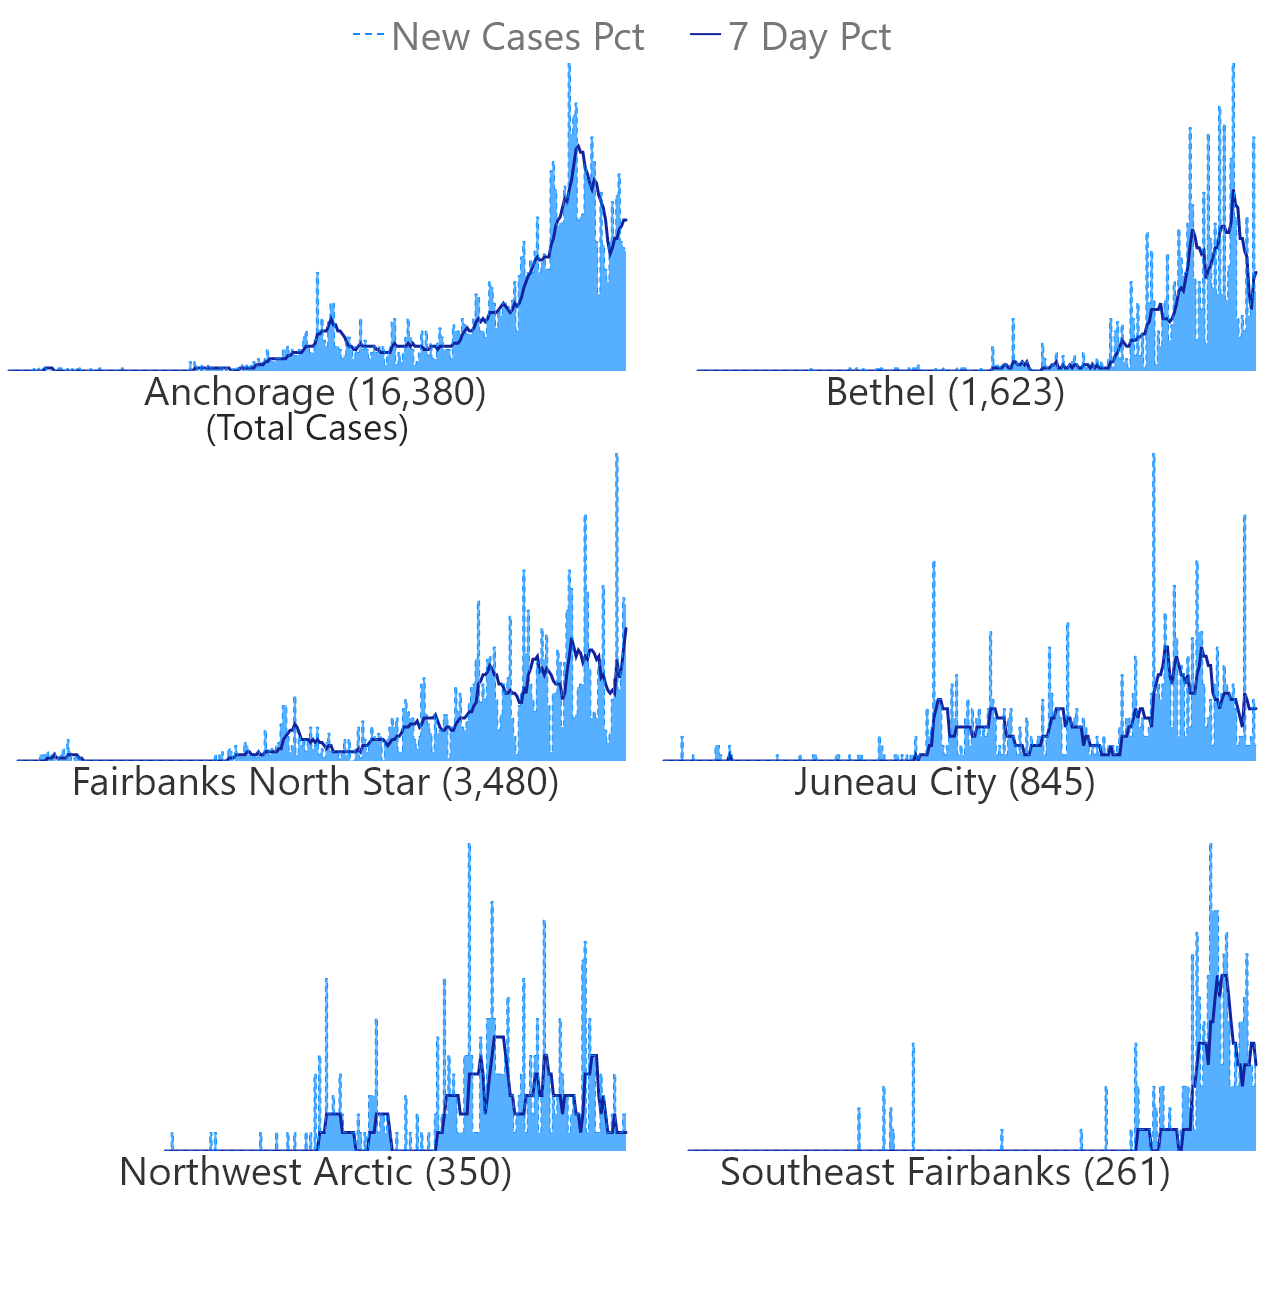 New Cases Pct 7 Day Pct
Anchorage (16,380)
(Total Cases)
Bethel (1,623)
Fairbanks North Star (3,480)
Juneau City (845)
Northwest Arctic (350)
Southeast Fairbanks (261)